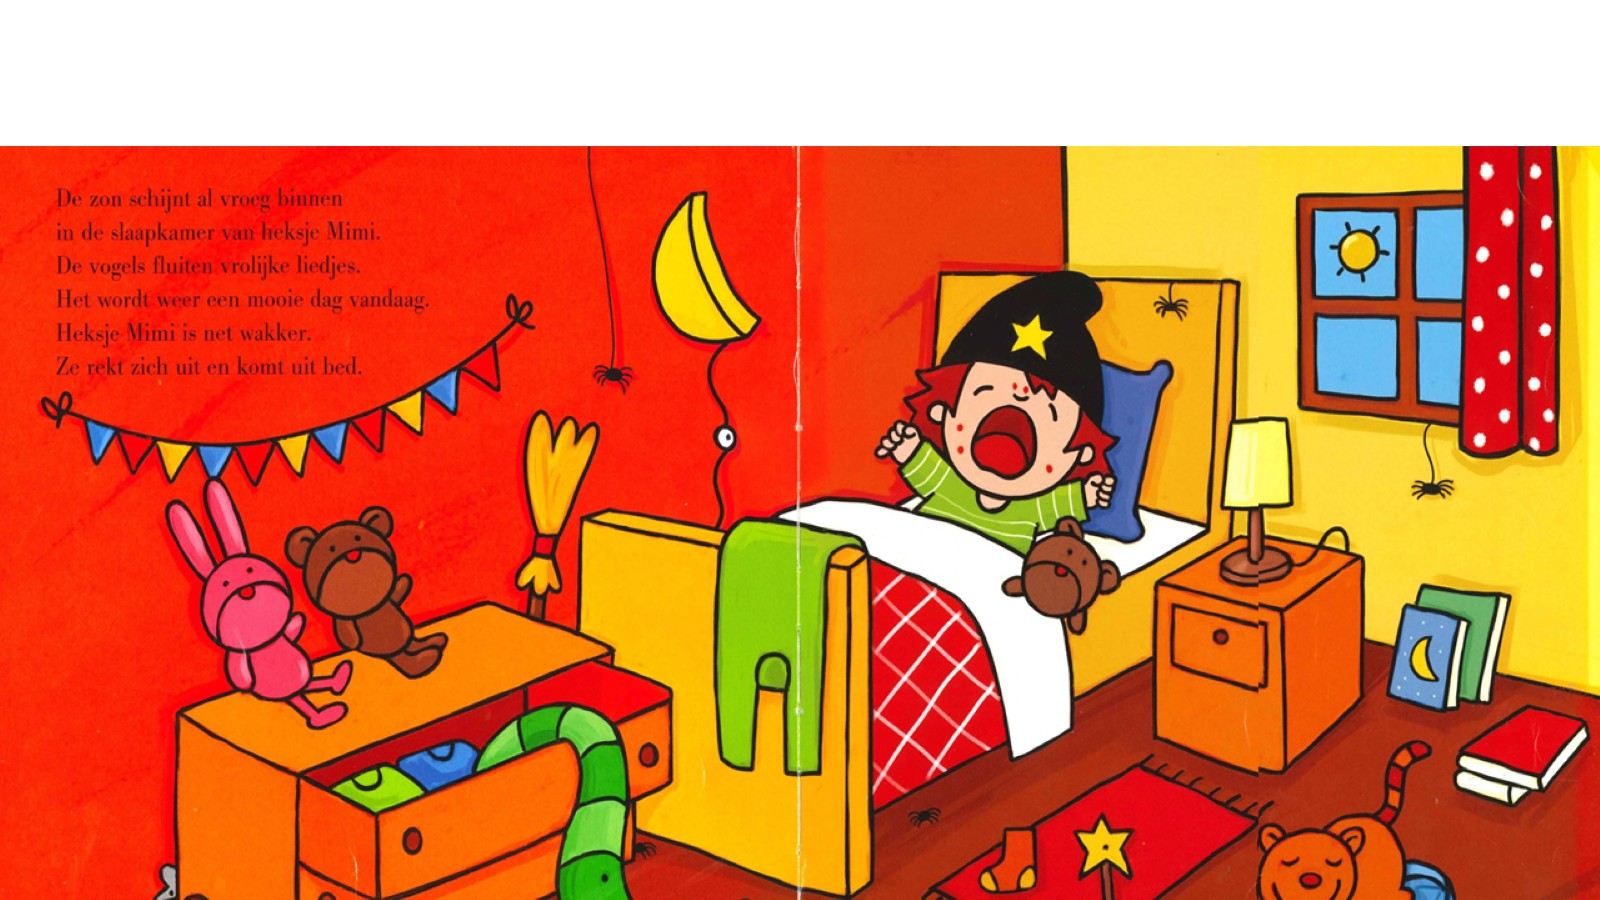 De zon schijnt al vroeg binnen
in de slaapkamer van heksje Mimi.
De vogels fluiten vrolijke liedjes.
Het wordt weer een mooie dag vandaag.
Heksje Mimi is net wakker.
Ze rekt zich uit en komt uit bed.